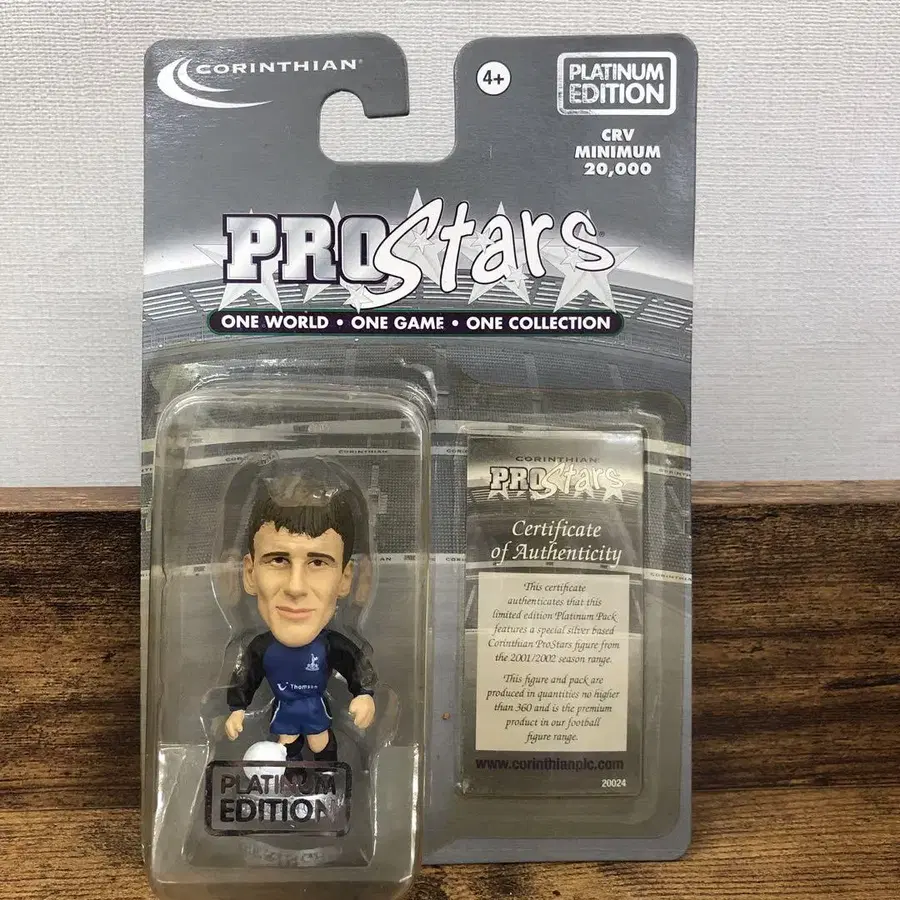 CORINTHIAN
4+
PLATINUM
EDITION
CRV
MINIMUM
20,000
PROStars
ONE WORLD • ONE GAME • ONE COLLECTION
CORINTHIAN
PROStars
Certificate
of Authenticity
This certificate
authenticates that this
limited edition Platinum Pack
features a special silver based
Corinthian ProStars figure from
the 2001/2002 season range.
This figure and pack are
produced in quantities no higher
than 360 and is the premium
product in our football
figure range.
www.corinthianplc.com
20024
Thomson
PLATINUM
EDITION
CORINTHIAN
CORINTHIAN